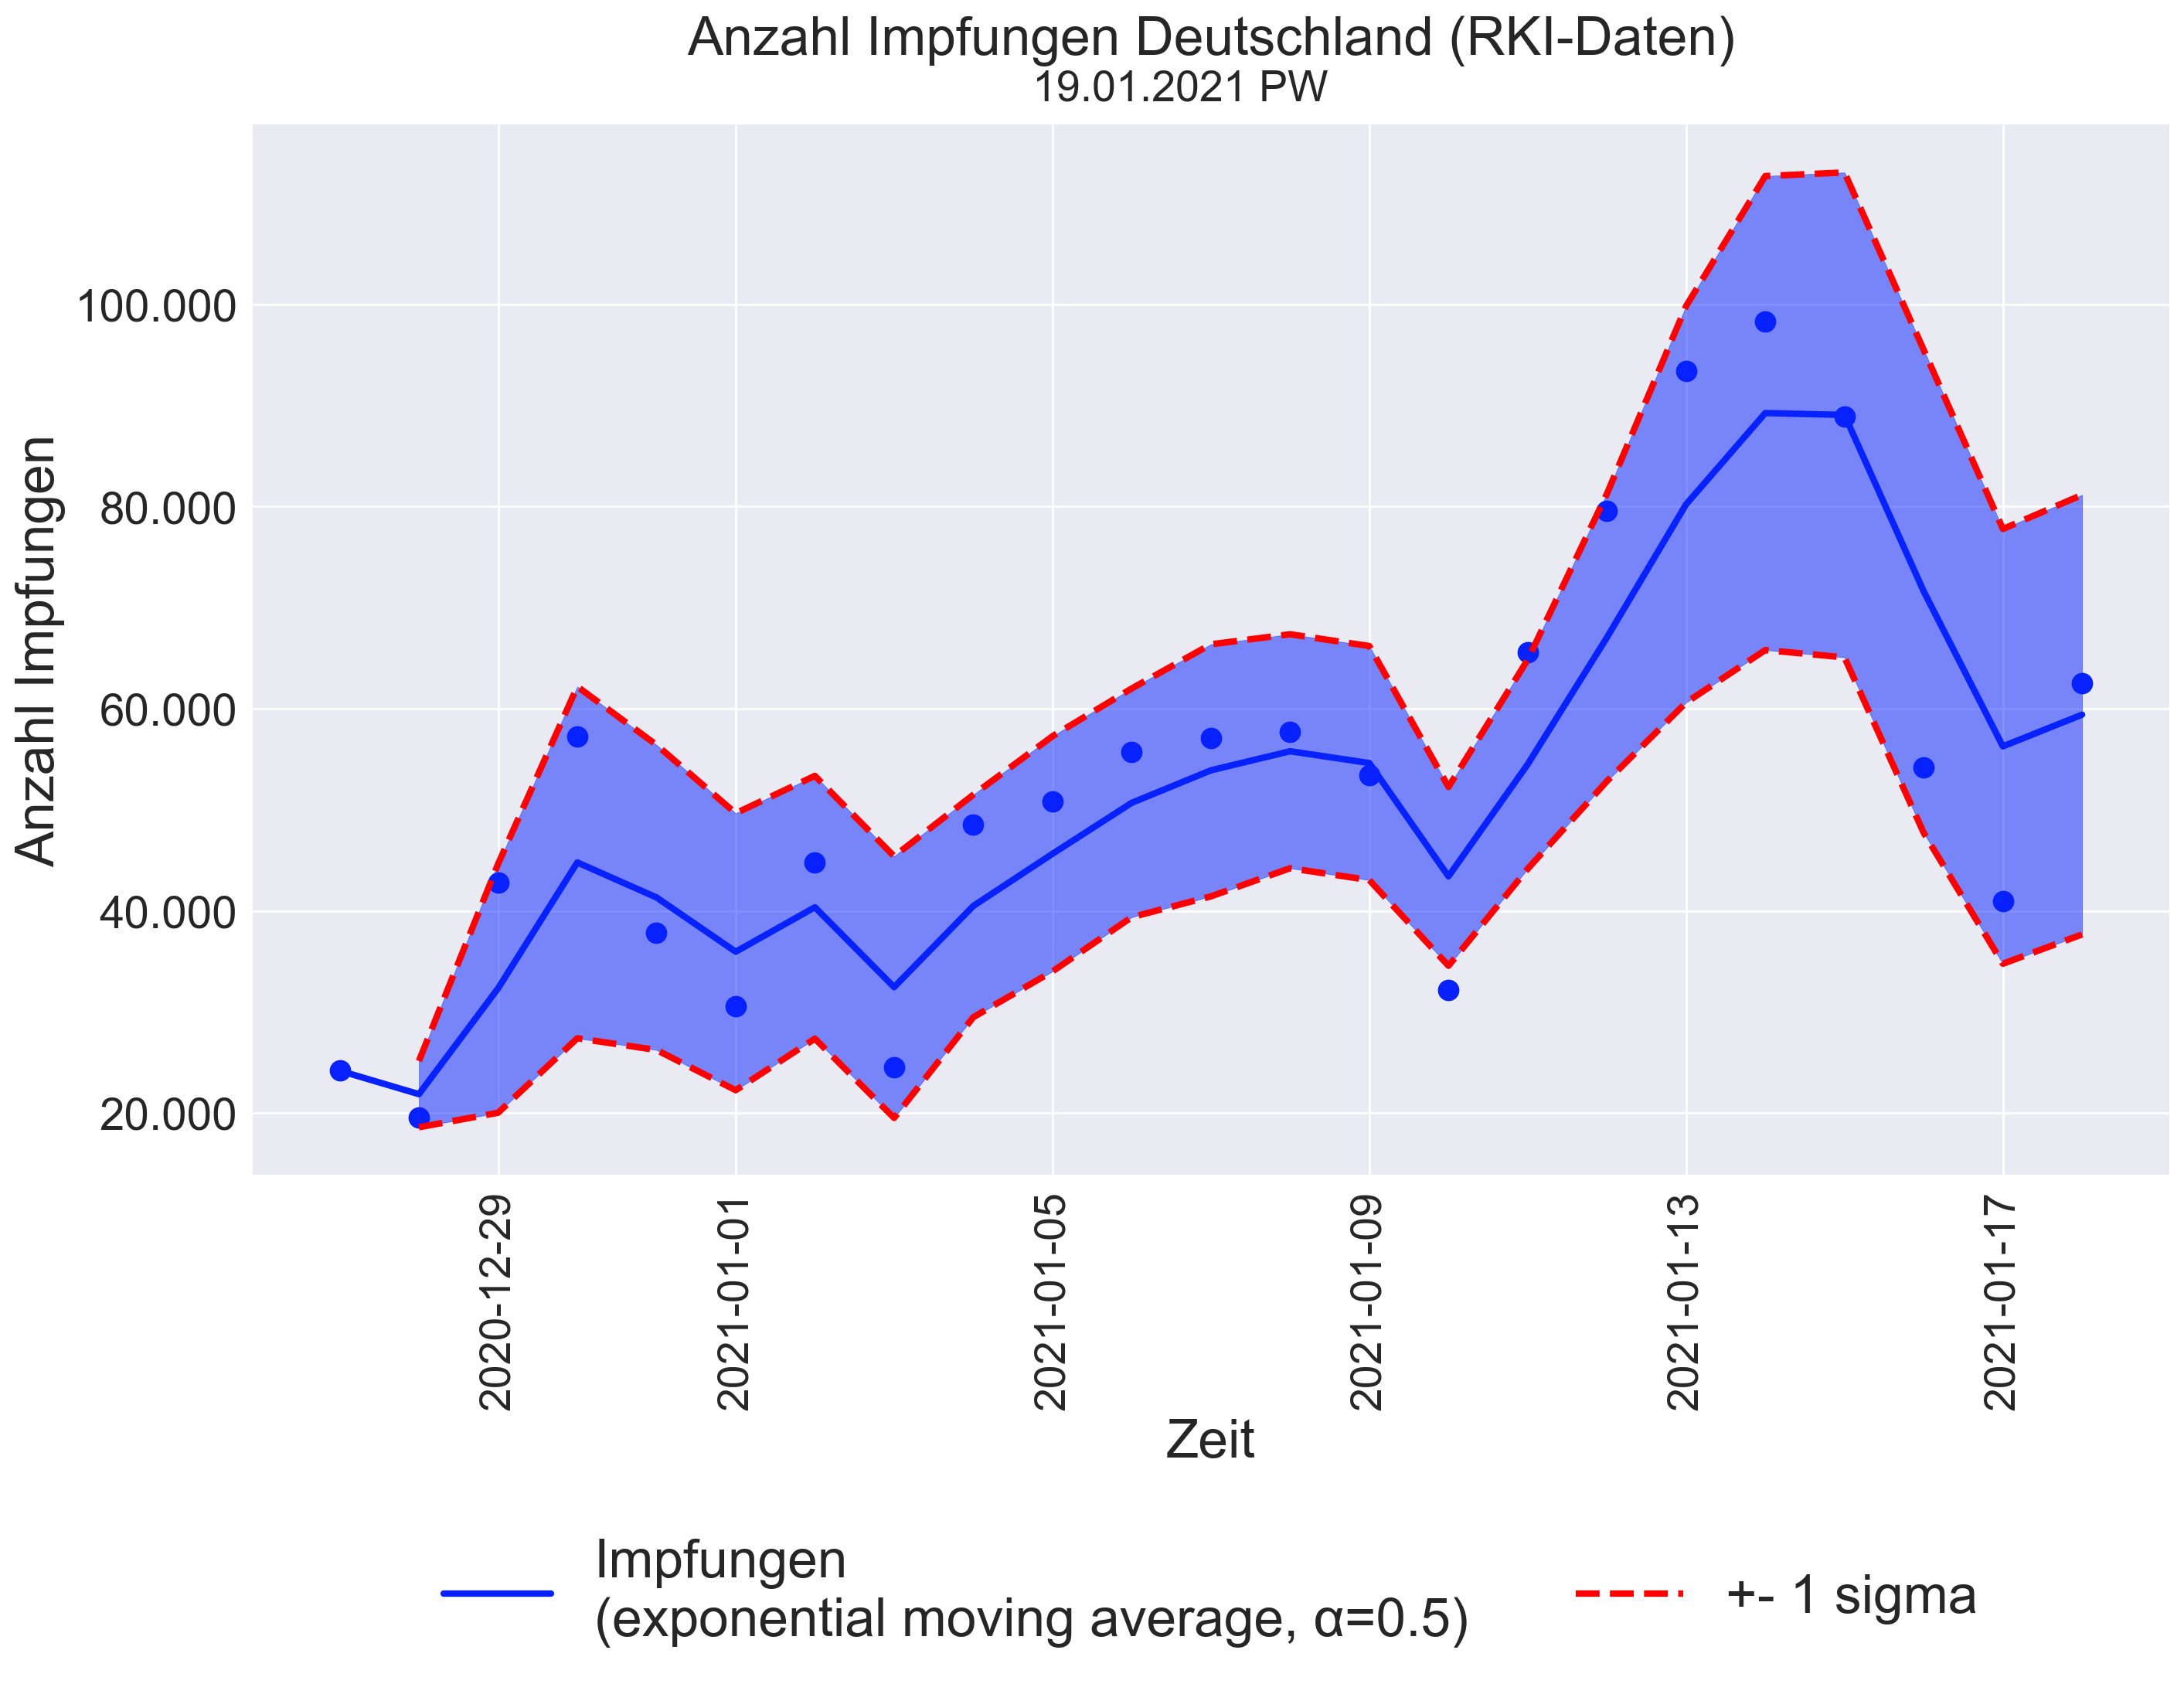 Anzahl Impfungen Deutschland (RKI-Daten)
19.01.2021 PW
Anzahl Impfungen
100.000
80.000
60.000
40.000
20.000
2020-12-29
2021-01-01
2021-01-05
2021-01-09
2021-01-13
2021-01-17
Zeit
Impfungen
(exponential moving average, α=0.5)
+- 1 sigma